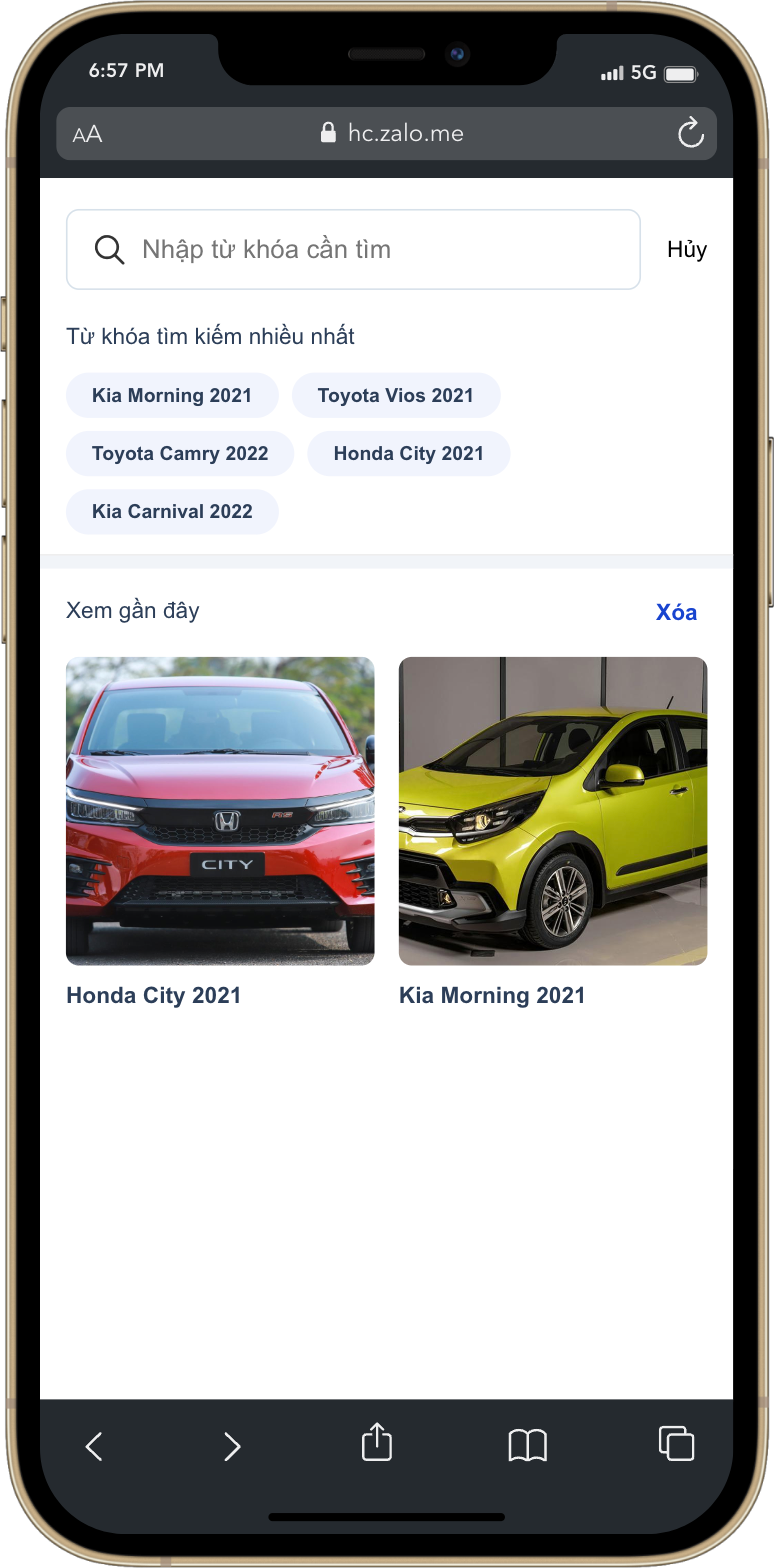 6:57 PM 5G
AA hc.zalo.me
Nhập từ khóa cần tìm Hủy
Từ khóa tìm kiếm nhiều nhất
Kia Morning 2021 Toyota Vios 2021
Toyota Camry 2022 Honda City 2021
Kia Carnival 2022
Xem gần đây Xóa
RS
CITY
Honda City 2021 Kia Morning 2021